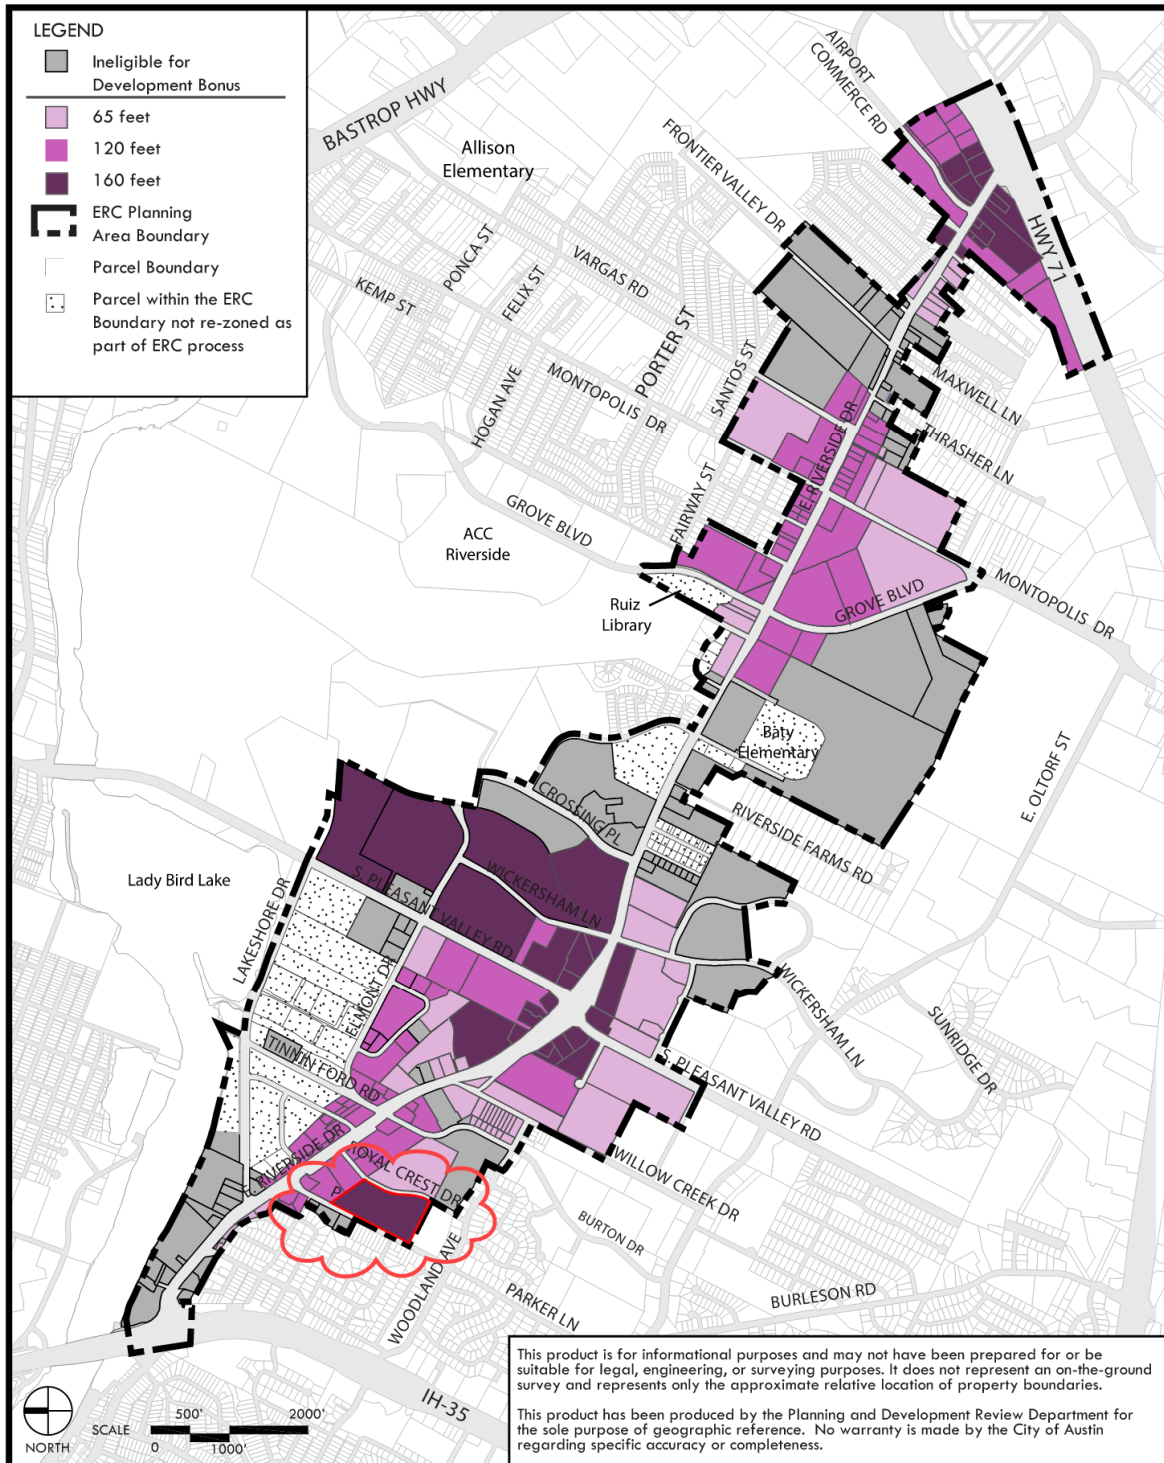 LEGEND
Ineligible for
Development Bonus
65 feet
120 feet
160 feet
ERC Planning
Area Boundary
Parcel Boundary
Parcel within the ERC
Boundary not re-zoned as
part of ERC process
BASTROP HWY
AIRPORT
COMMERCE RD
Allison
Elementary
FRONTIER VALLEY DR
HWY 71
PONCA ST
VARGAS RD
FELIX ST
KEMP ST
PORTER ST
SANTOS ST
MONTOPOLIS DR
HOGAN AVE
MAXWELL LN
THRASHER LN
E. RIVERSIDE DR
FAIRWAY ST
GROVE BLVD
ACC
Riverside
Ruiz
Library
GROVE BLVD
MONTOPOLIS DR
Baty
Elementary
E. OLTORF ST
CROSSING PL
RIVERSIDE FARMS RD
Lady Bird Lake
LAKESHORE DR
S. PLEASANT VALLEY RD
WICKERSHAM LN
ELMONT DR
WICKERSHAM LN
SUNRIDGE DR
TINNIN FORD RD
S. PLEASANT VALLEY RD
E. RIVERSIDE DR
ROYAL CREST DR
P
WILLOW CREEK DR
BURTON DR
WOODLAND AVE
PARKER LN
BURLESON RD
IH-35
NORTH
SCALE
500'
2000'
0
1000'
This product is for informational purposes and may not have been prepared for or be
suitable for legal, engineering, or surveying purposes. It does not represent an on-the-ground
survey and represents only the approximate relative location of property boundaries.
This product has been produced by the Planning and Development Review Department for
the sole purpose of geographic reference. No warranty is made by the City of Austin
regarding specific accuracy or completeness.